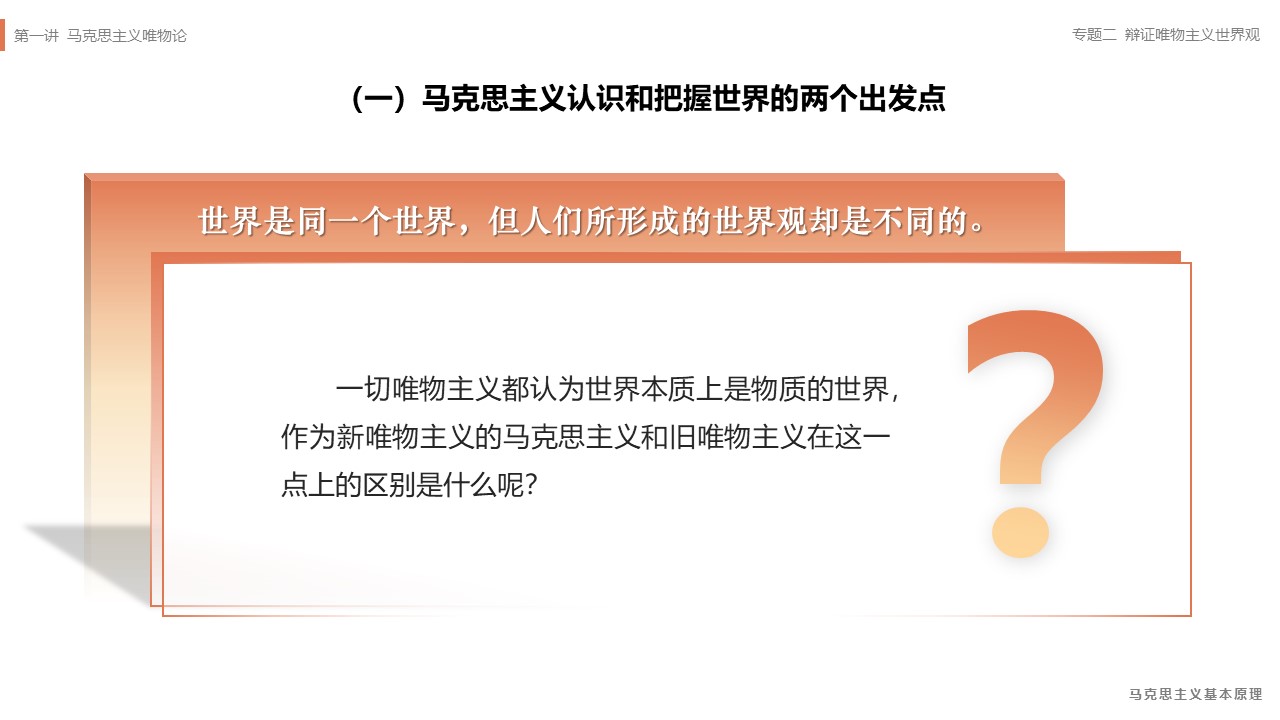 第一讲 马克思主义唯物论
专题二 辩证唯物主义世界观
（一）马克思主义认识和把握世界的两个出发点
世界是同一个世界，但人们所形成的世界观却是不同的。
一切唯物主义都认为世界本质上是物质的世界，
作为新唯物主义的马克思主义和旧唯物主义在这一
点上的区别是什么呢？
?
马克思主义基本原理